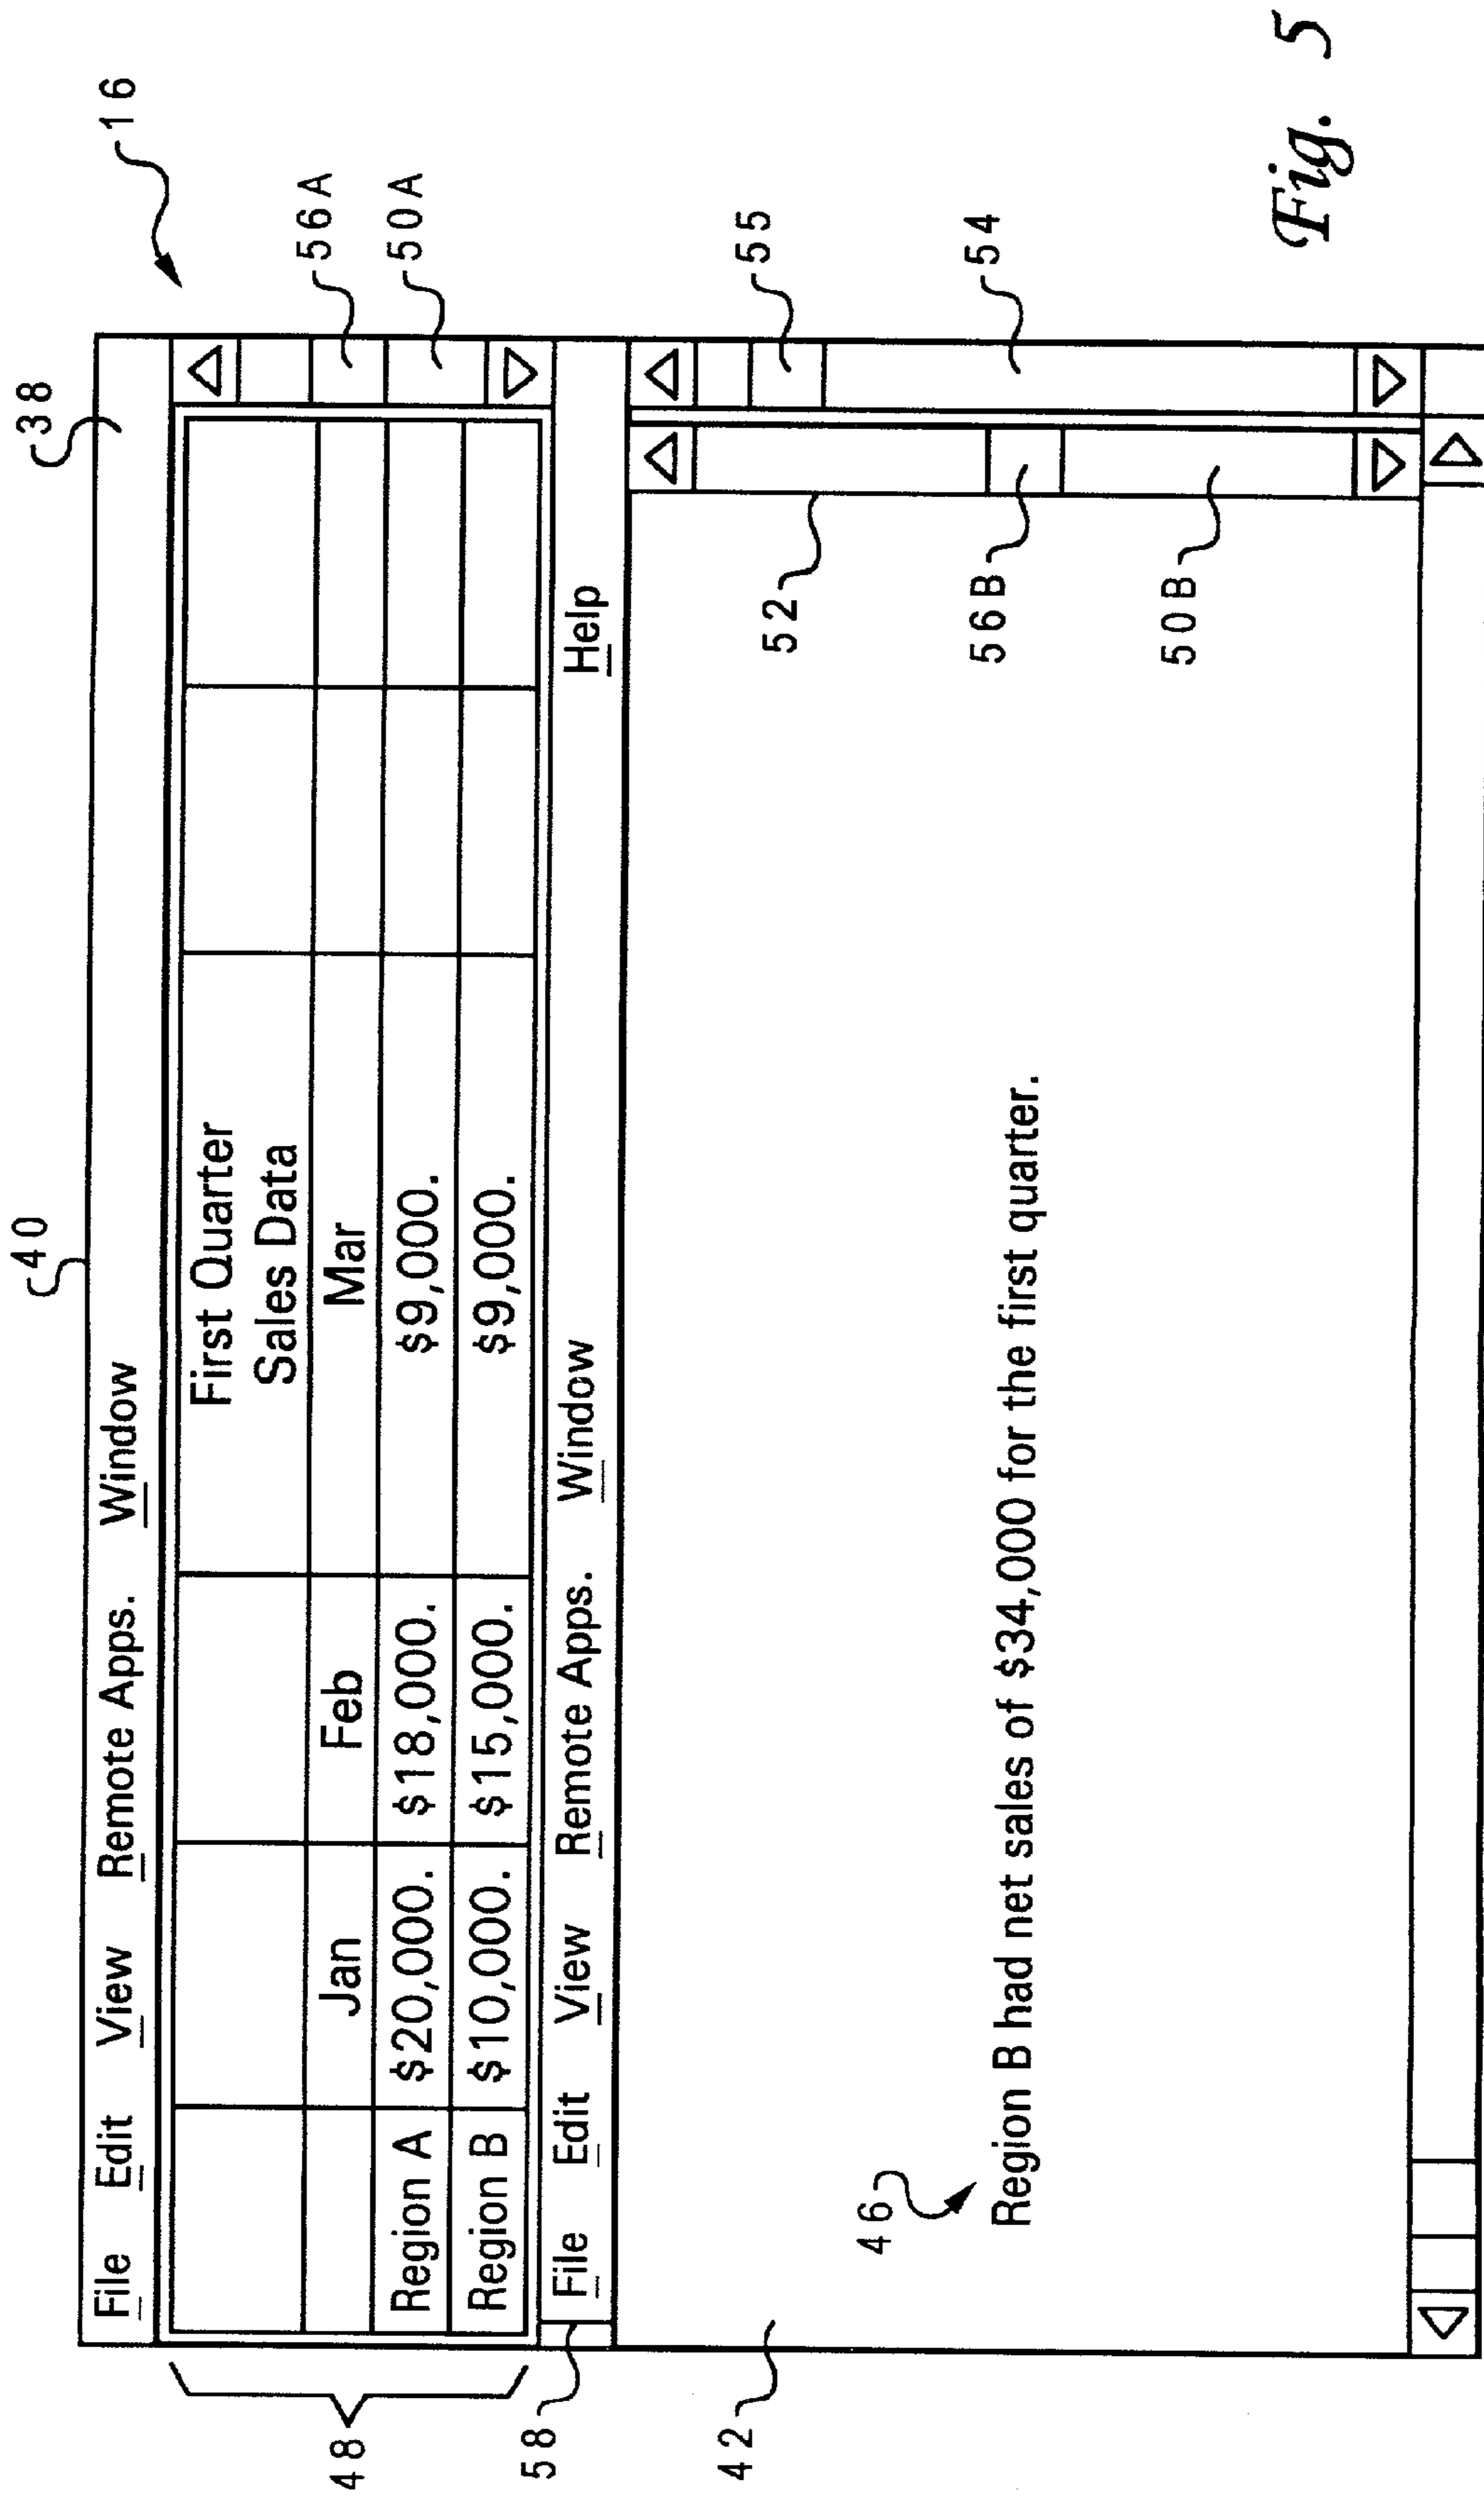 40
38
16
File Edit View Remote Apps. Window
First Quarter
Sales Data
Jan Feb Mar
Region A $20,000. $18,000. $9,000.
Region B $10,000. $15,000. $9,000.
48
56A
50A
File Edit View Remote Apps. Window Help
58
42
52
55
46
Region B had net sales of $34,000 for the first quarter.
56B
54
50B
Fig. 5